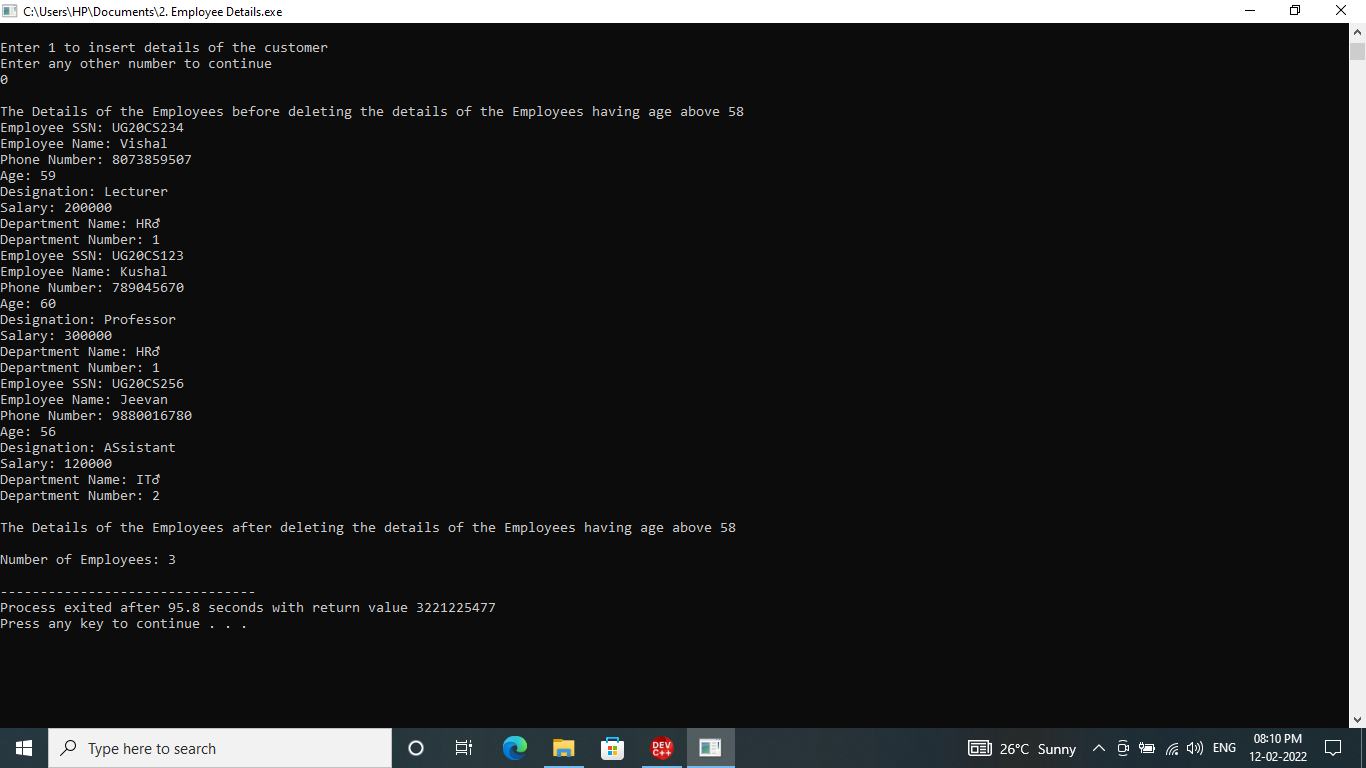 C:\Users\HP\Documents\2. Employee Details.exe
Enter 1 to insert details of the customer
Enter any other number to continue
0
The Details of the Employees before deleting the details of the Employees having age above 58
Employee SSN: UG20CS234
Employee Name: Vishal
Phone Number: 8073859507
Age: 59
Designation: Lecturer
Salary: 200000
Department Name: HR♂
Department Number: 1
Employee SSN: UG20CS123
Employee Name: Kushal
Phone Number: 789045670
Age: 60
Designation: Professor
Salary: 300000
Department Name: HR♂
Department Number: 1
Employee SSN: UG20CS256
Employee Name: Jeevan
Phone Number: 9880016780
Age: 56
Designation: ASsistant
Salary: 120000
Department Name: IT♂
Department Number: 2
The Details of the Employees after deleting the details of the Employees having age above 58
Number of Employees: 3
--------------------------------
Process exited after 95.8 seconds with return value 3221225477
Press any key to continue . . .
Type here to search
DEV C++
26°C Sunny
ENG
08:10 PM
12-02-2022